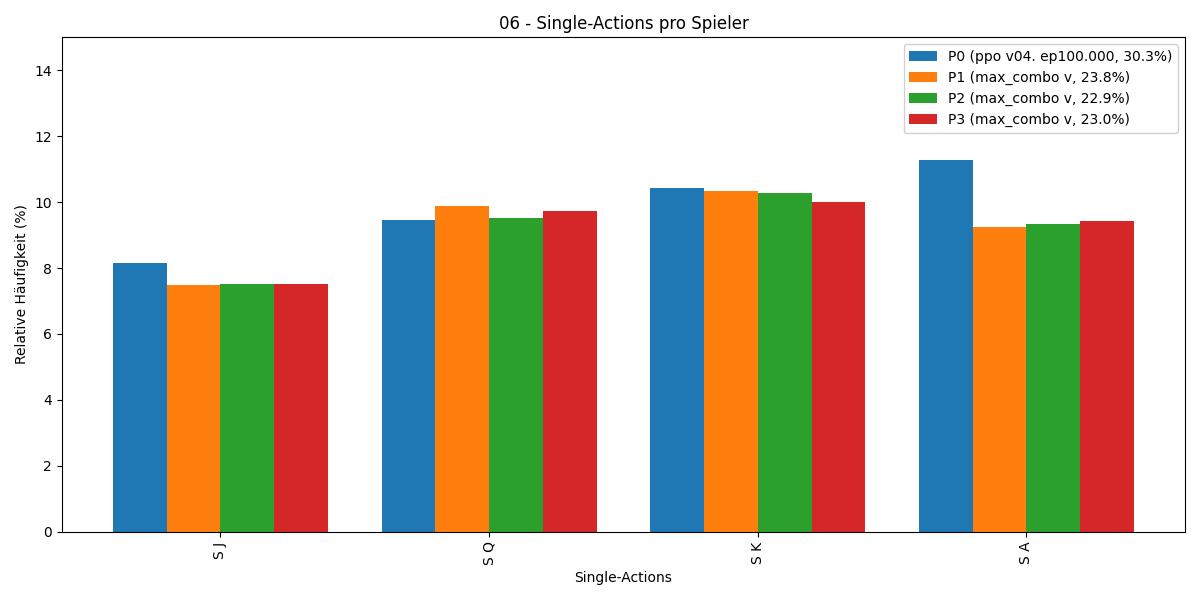 06 - Single-Actions pro Spieler
P0 (ppo v04. ep100.000, 30.3%)
P1 (max_combo v, 23.8%)
P2 (max_combo v, 22.9%)
P3 (max_combo v, 23.0%)
Relative Häufigkeit (%)
14
12
10
8
6
4
2
0
S J
S Q
S K
S A
Single-Actions